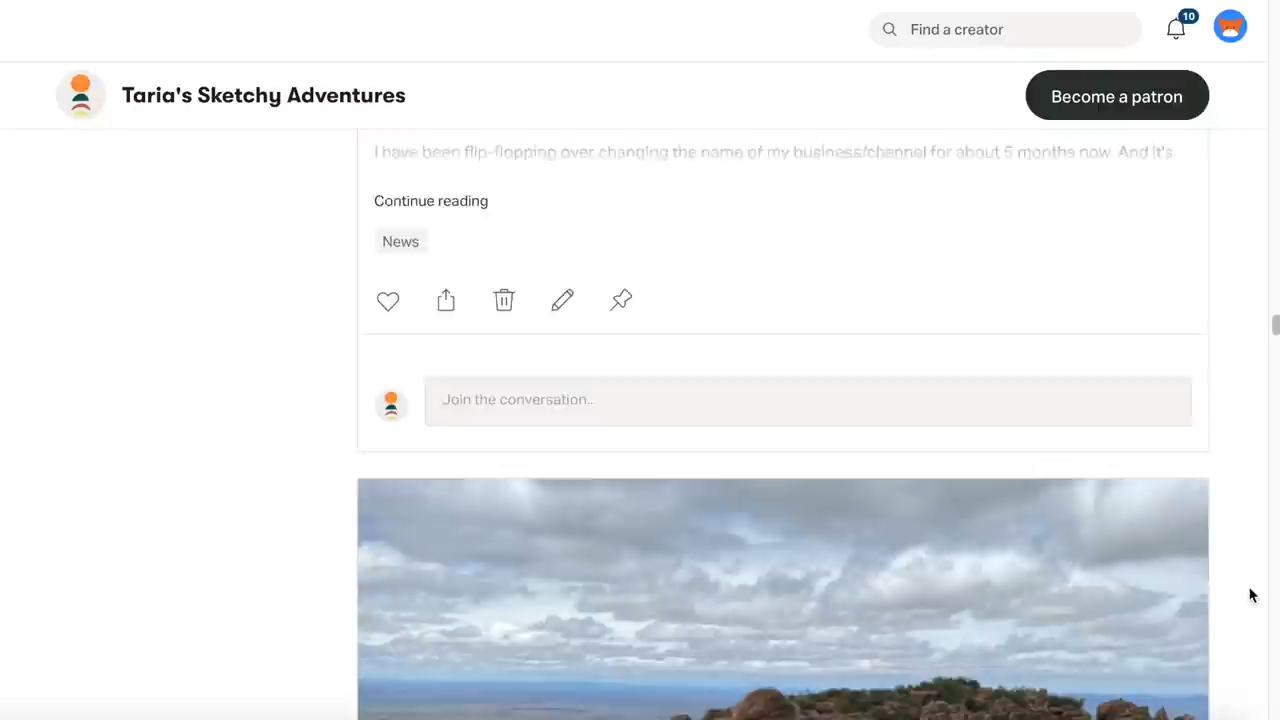 Find a creator
10
Taria's Sketchy Adventures
Become a patron
I have been flip-flopping over changing the name of my business/channel for about 5 months now. And It's
Continue reading
News
Join the conversation...